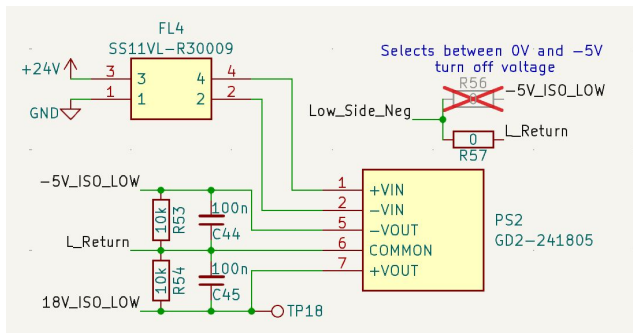 FL4
SS11VL-R30009
+24V
3 3 4 4
1 1 2 2
GND
Selects between 0V and -5V
turn off voltage
R56
0
-5V_ISO_LOW
Low_Side_Neg
L_Return
0
R57
-5V_ISO_LOW
10k
R53
100n
C44
L_Return
10k
R54
100n
C45
18V_ISO_LOW
TP18
1 +VIN
2 -VIN
5 -VOUT
6 COMMON
7 +VOUT
PS2
GD2-241805